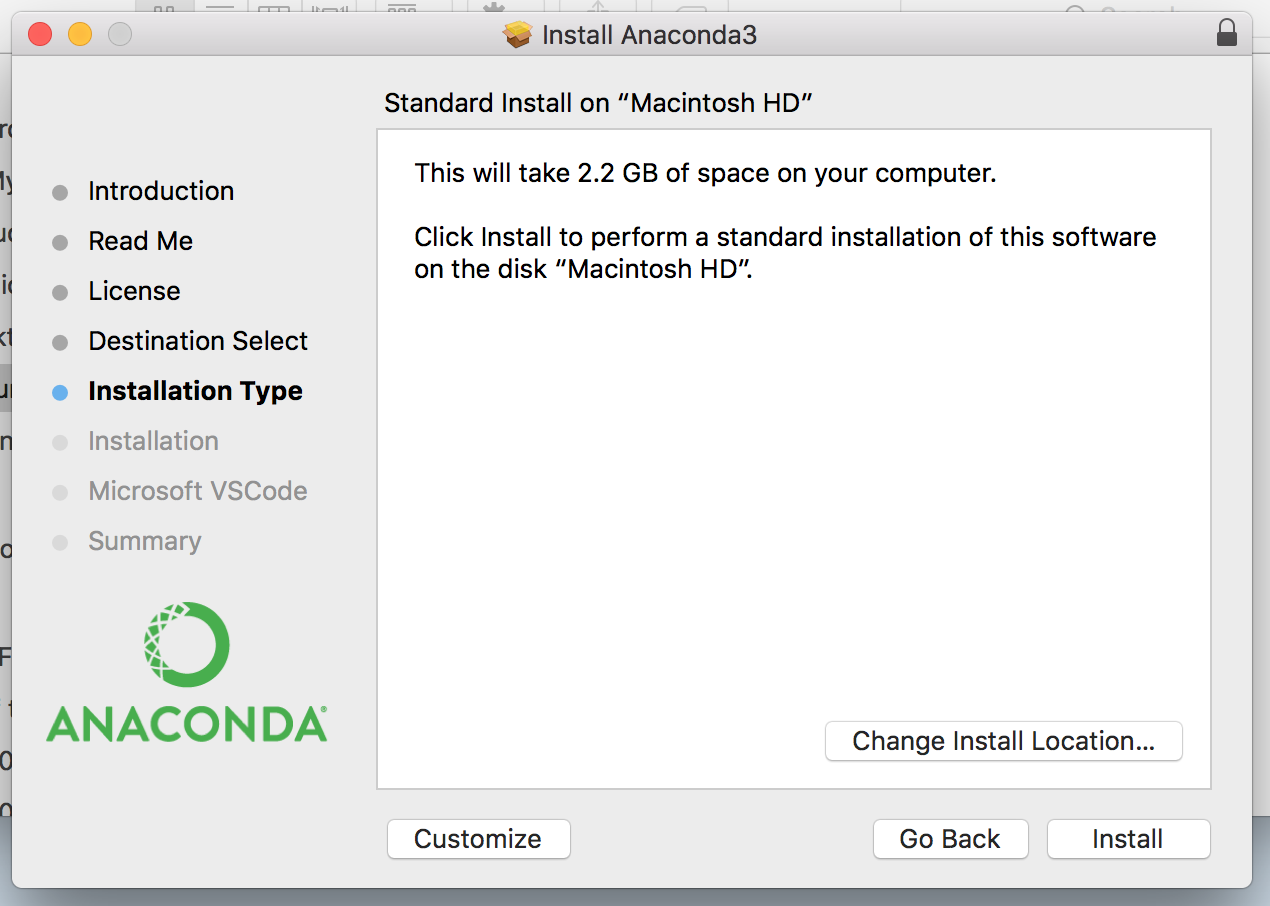 Install Anaconda3
Standard Install on “Macintosh HD”
Introduction
Read Me
License
Destination Select
Installation Type
Installation
Microsoft VSCode
Summary
ANACONDA®
This will take 2.2 GB of space on your computer.
Click Install to perform a standard installation of this software
on the disk “Macintosh HD”.
Change Install Location...
Customize
Go Back
Install